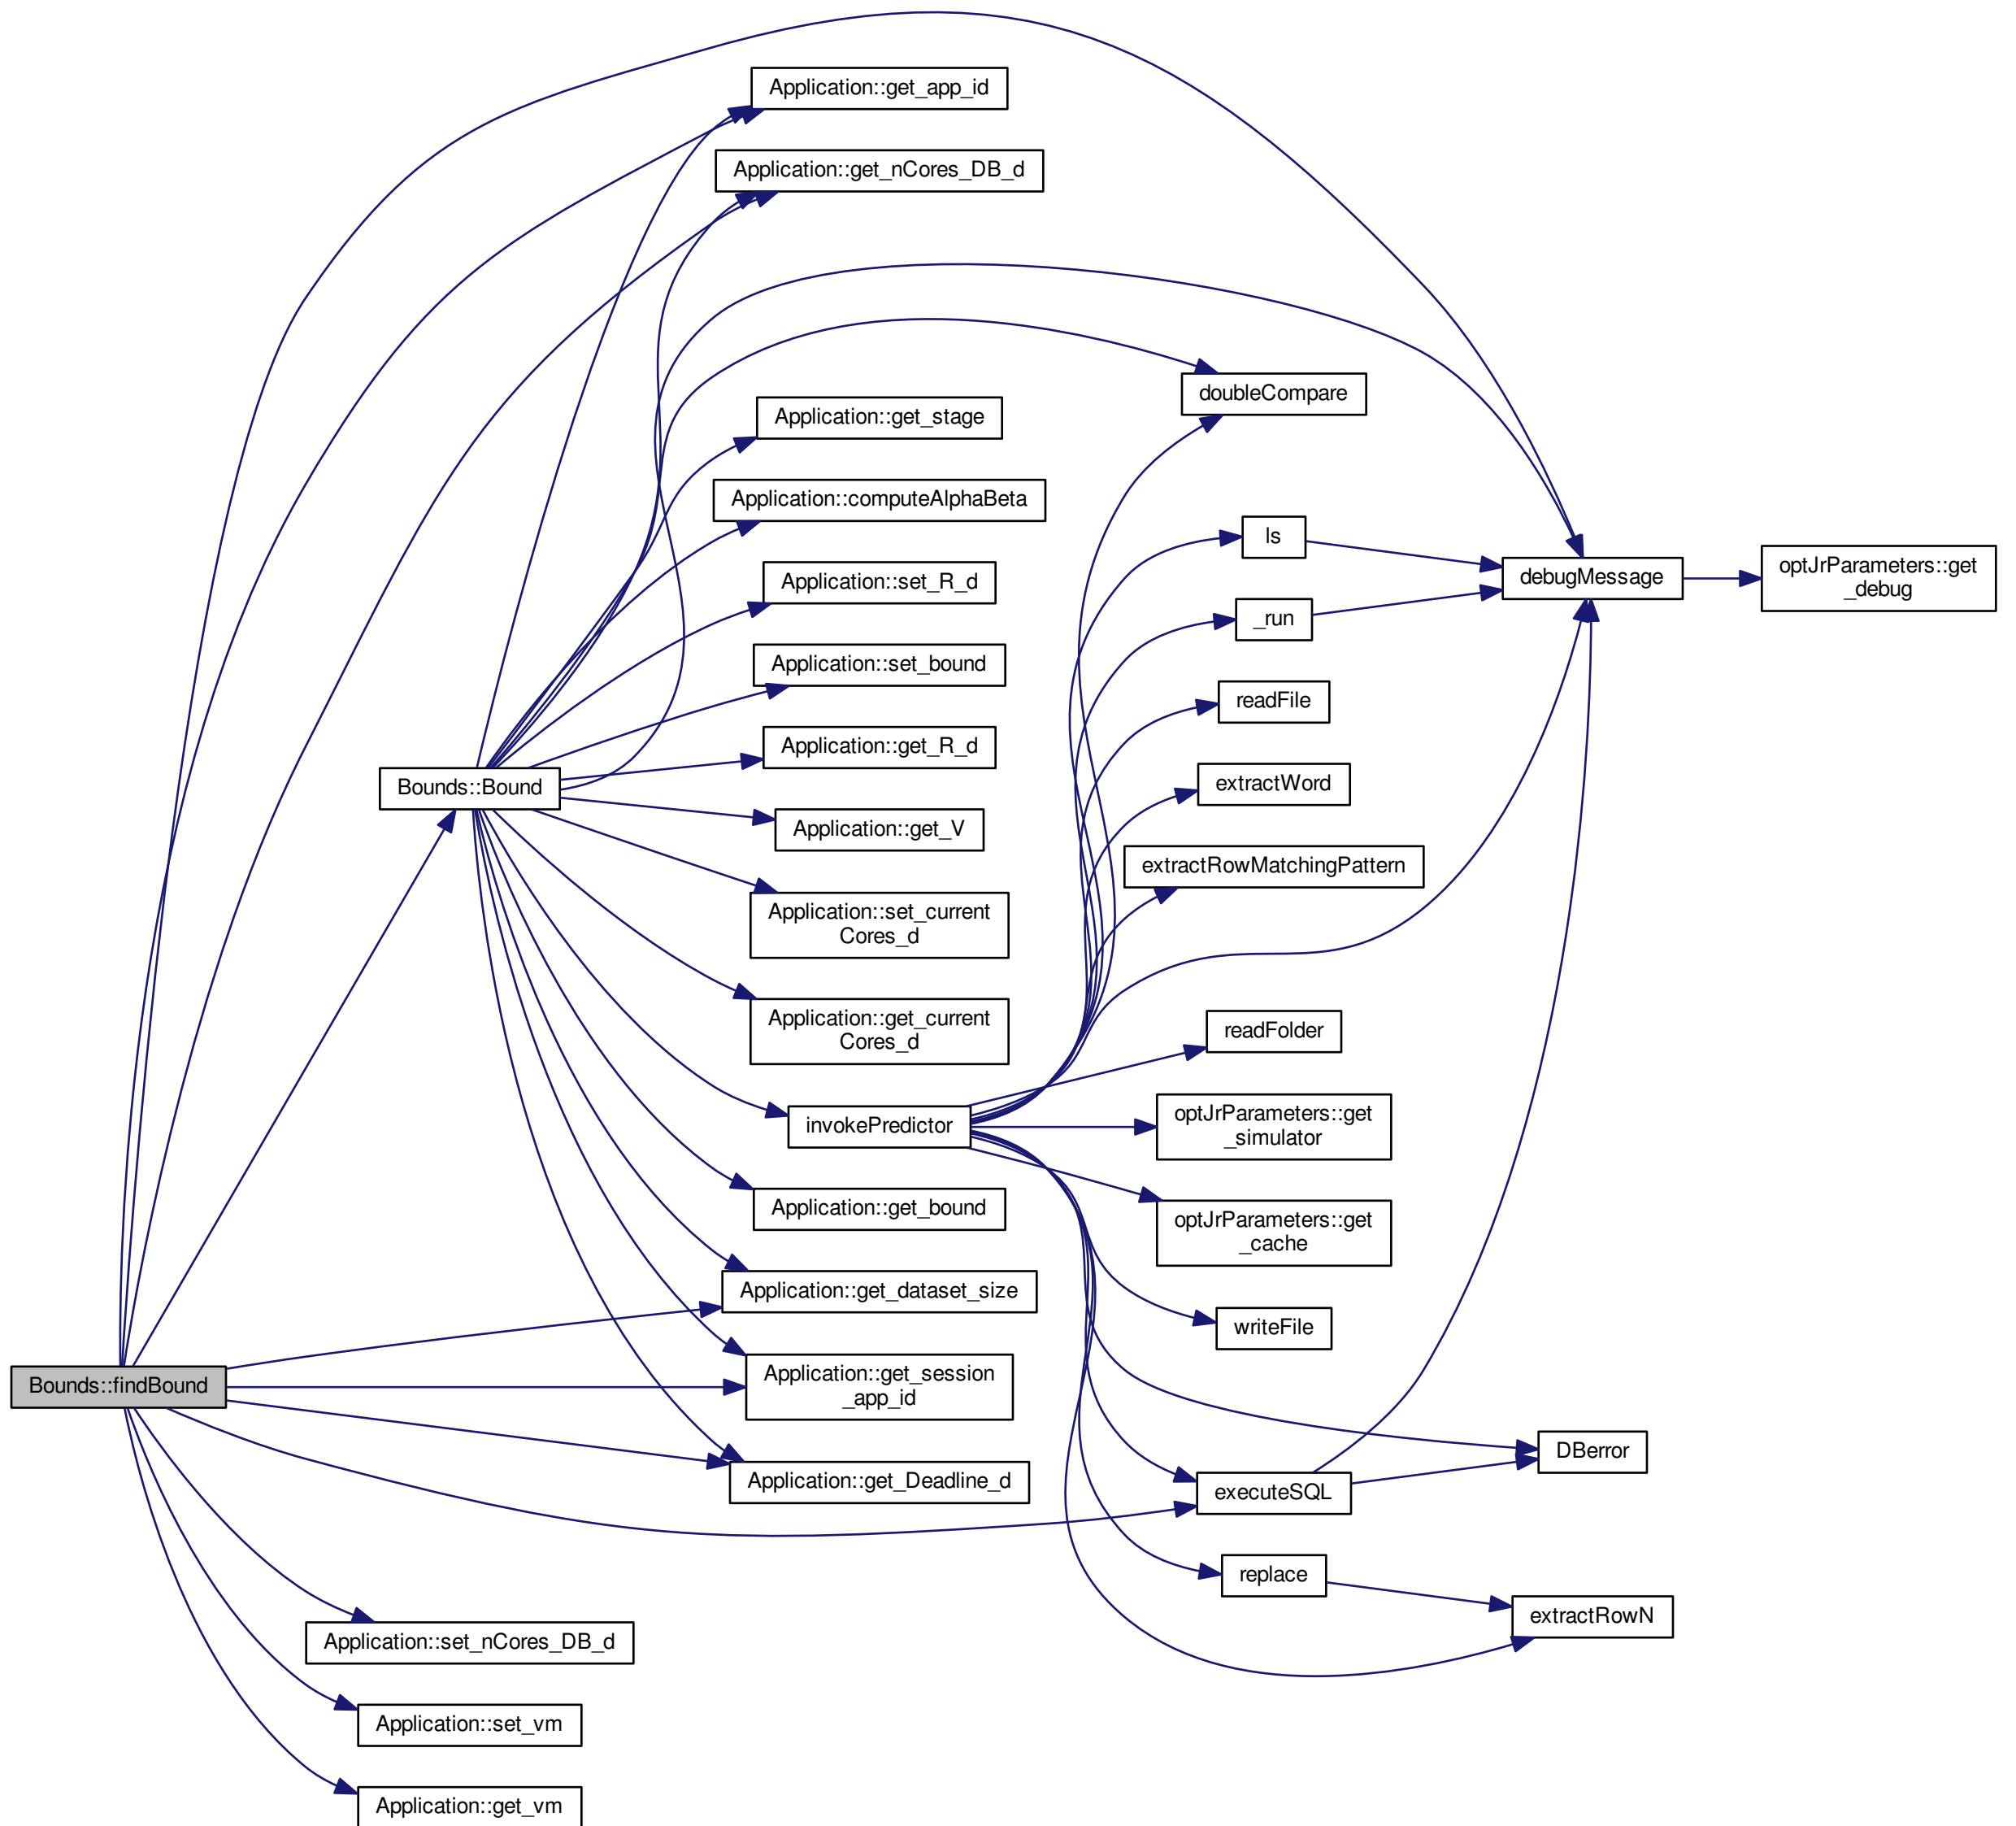 Application::get_app_id
Application::get_nCores_DB_d
doubleCompare
Application::get_stage
Application::computeAlphaBeta
ls
debugMessage
optJrParameters::get
_debug
Application::set_R_d
_run
Application::set_bound
readFile
Application::get_R_d
Bounds::Bound
extractWord
Application::get_V
extractRowMatchingPattern
Application::set_current
Cores_d
Application::get_current
Cores_d
readFolder
invokePredictor
optJrParameters::get
_simulator
Application::get_bound
optJrParameters::get
_cache
Application::get_dataset_size
writeFile
Bounds::findBound
Application::get_session
_app_id
DBerror
Application::get_Deadline_d
executeSQL
replace
extractRowN
Application::set_nCores_DB_d
Application::set_vm
Application::get_vm